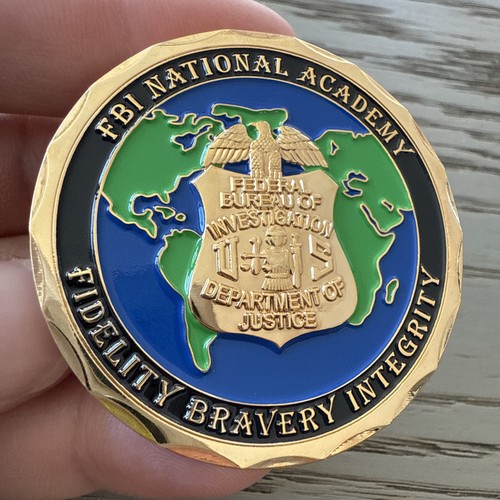 FBI NATIONAL ACADEMY
FEDERAL
BUREAU OF
INVESTIGATION
U S
DEPARTMENT OF
JUSTICE
FIDELITY BRAVERY INTEGRITY